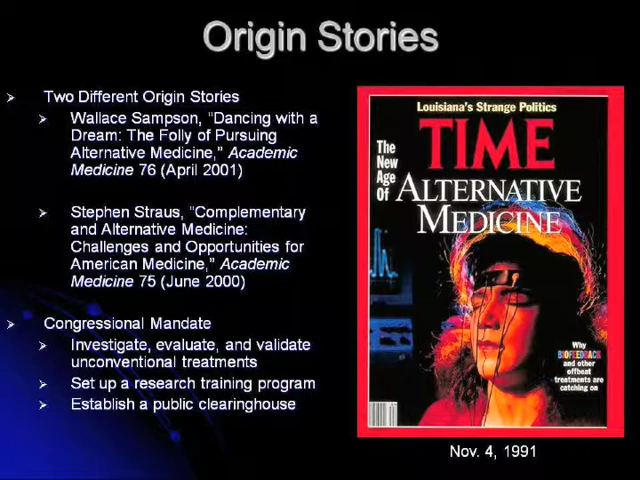 Origin Stories
Two Different Origin Stories
Wallace Sampson, "Dancing with a
Dream: The Folly of Pursuing
Alternative Medicine," Academic
Medicine 76 (April 2001)
Stephen Straus, "Complementary
and Alternative Medicine:
Challenges and Opportunities for
American Medicine," Academic
Medicine 75 (June 2000)
Congressional Mandate
Investigate, evaluate, and validate
unconventional treatments
Set up a research training program
Establish a public clearinghouse
Louisiana's Strange Politics
TIME
The
New
Age
Of
ALTERNATIVE
MEDICINE
Why
BIOFEEDBACK
and other
offbeat
treatments are
catching on
Nov. 4, 1991